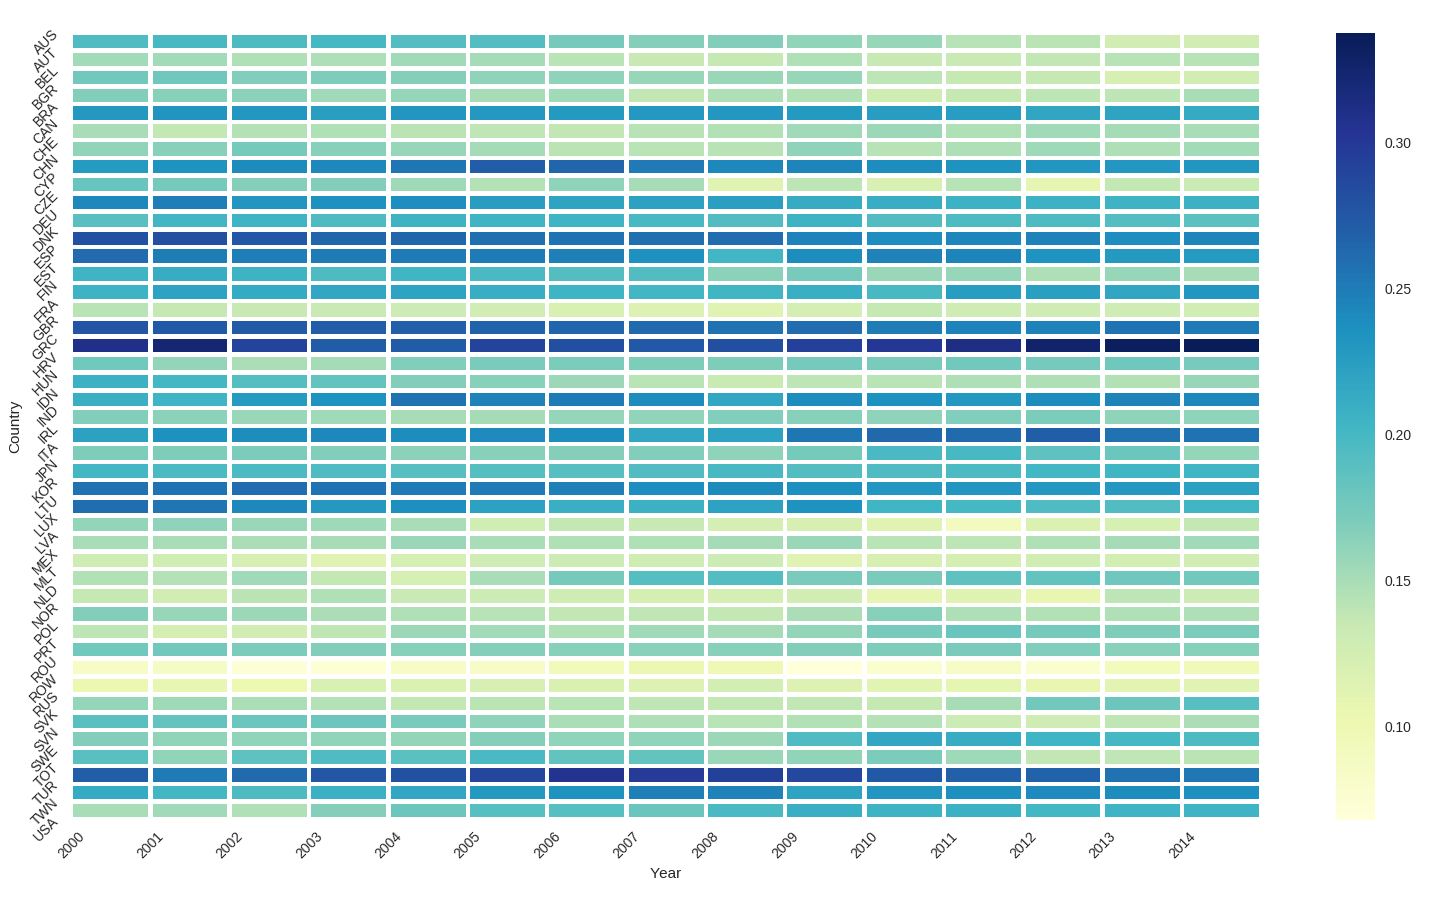 AUS
AUT
BEL
BGR
BRA
CAN
CHE
CHN
CYP
CZE
DEU
DNK
ESP
EST
FIN
FRA
GBR
GRC
HRV
HUN
IDN
IND
IRL
ITA
JPN
KOR
LTU
LUX
LVA
MEX
MLT
NLD
NOR
POL
PRT
ROU
ROW
RUS
SVK
SVN
SWE
TOT
TUR
TWN
USA
Country
2000 2001 2002 2003 2004 2005 2006 2007 2008 2009 2010 2011 2012 2013 2014
Year
0.30
0.25
0.20
0.15
0.10